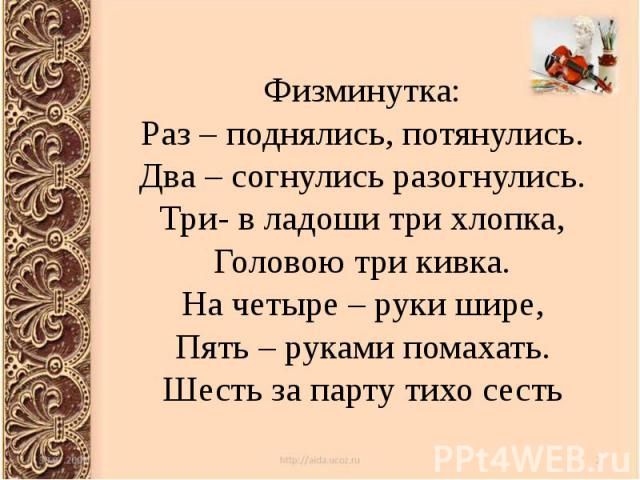 Физминутка:
Раз – поднялись, потянулись.
Два – согнулись разогнулись.
Три- в ладоши три хлопка,
Головою три кивка.
На четыре – руки шире,
Пять – руками помахать.
Шесть за парту тихо сесть
http://aida.ucoz.ru
PPt4WEB.ru